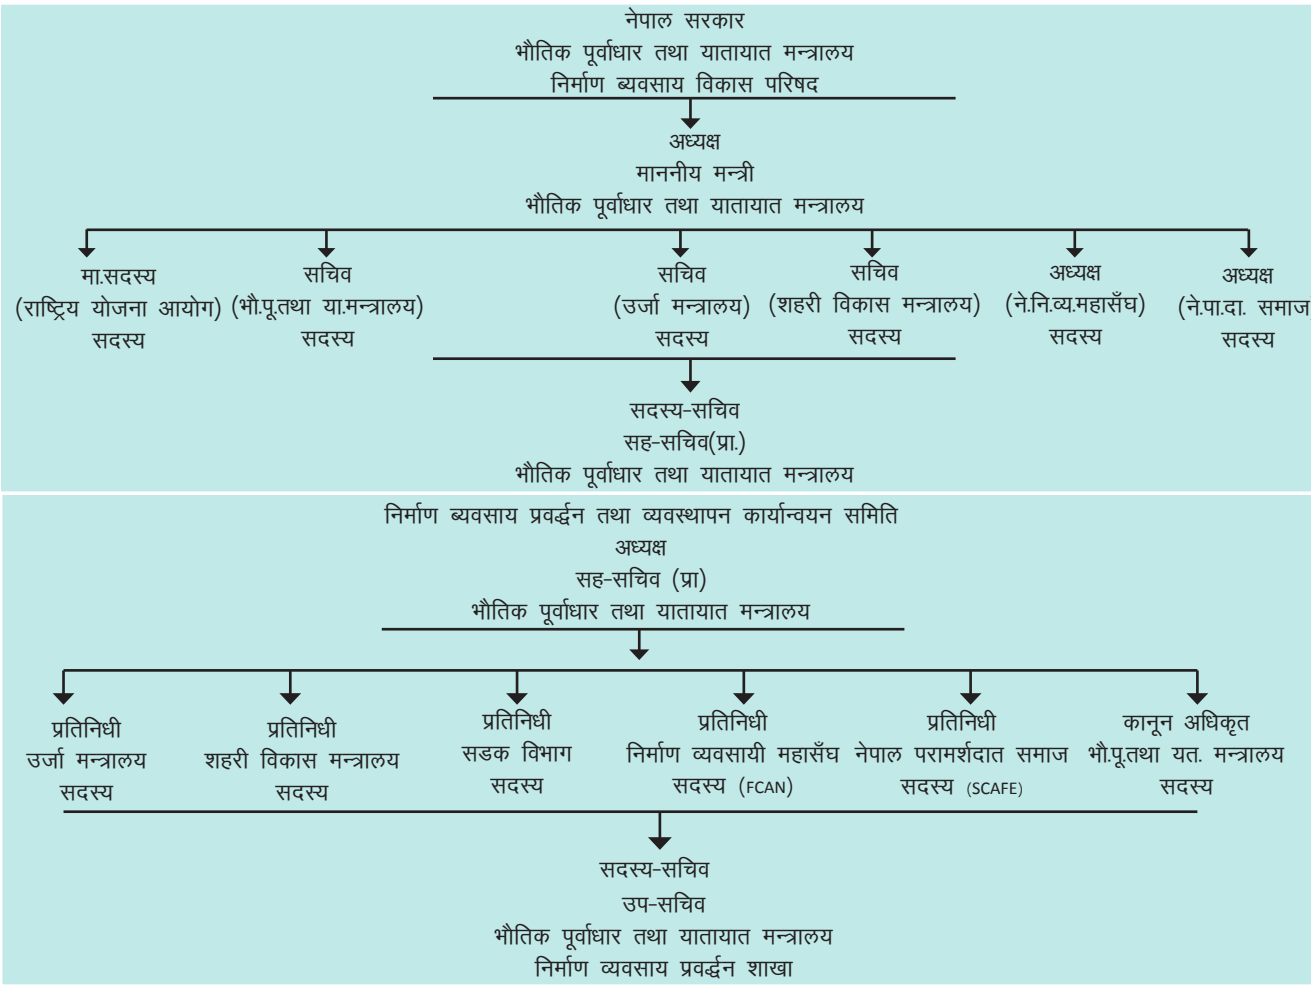 नेपाल सरकार
भौतिक पूर्वाधार तथा यातायात मन्त्रालय
निर्माण ब्यवसाय विकास परिषद
अध्यक्ष
माननीय मन्त्री
भौतिक पूर्वाधार तथा यातायात मन्त्रालय
मा.सदस्य
(राष्ट्रिय योजना आयोग)
सदस्य
सचिव
(भौ.पू.तथा या.मन्त्रालय)
सदस्य
सचिव
(उर्जा मन्त्रालय)
सदस्य
सचिव
(शहरी विकास मन्त्रालय)
सदस्य
अध्यक्ष
(ने.नि.व्य.महासँघ)
सदस्य
अध्यक्ष
(ने.पा.दा. समाज
सदस्य
सदस्य-सचिव
सह-सचिव(प्रा.)
भौतिक पूर्वाधार तथा यातायात मन्त्रालय
निर्माण ब्यवसाय प्रवर्द्धन तथा व्यवस्थापन कार्यान्वयन समिति
अध्यक्ष
सह-सचिव (प्रा)
भौतिक पूर्वाधार तथा यातायात मन्त्रालय
प्रतिनिधी
उर्जा मन्त्रालय
सदस्य
प्रतिनिधी
शहरी विकास मन्त्रालय
सदस्य
प्रतिनिधी
सडक विभाग
सदस्य
प्रतिनिधी
निर्माण व्यवसायी महासँघ
सदस्य (FCAN)
प्रतिनिधी
नेपाल परामर्शदात समाज
सदस्य (SCAFE)
कानून अधिकृत
भौ.पू.तथा यत. मन्त्रालय
सदस्य
सदस्य-सचिव
उप-सचिव
भौतिक पूर्वाधार तथा यातायात मन्त्रालय
निर्माण व्यवसाय प्रवर्द्धन शाखा